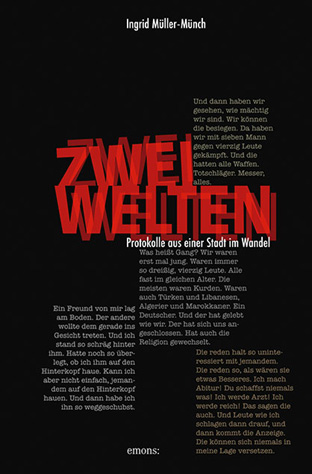 Ingrid Müller-Münch
Und dann haben wir
gesehen, wie mächtig
wir sind. Wir können
die besiegen. Da haben
wir mit sieben Mann
gegen vierzig Leute
gekämpft. Und die
hatten alle Waffen.
Totschläger. Messer,
alles.
ZWEI
WELTEN
Protokolle aus einer Stadt im Wandel
Was heißt Gang? Wir waren
erst mal jung. Waren immer
so dreißig, vierzig Leute. Alle
fast im gleichen Alter. Die
meisten waren Kurden. Waren
auch Türken und Libanesen,
Algerier und Marokkaner. Ein
Deutscher. Und der hat gelebt
wie wir. Der hat sich uns an-
geschlossen. Hat auch die
Religion gewechselt.
Ein Freund von mir lag
am Boden. Der andere
wollte dem gerade ins
Gesicht treten. Und ich
stand so schräg hinter
ihm. Hatte noch so über-
legt, ob ich ihm auf den
Hinterkopf haue. Kann ich
aber nicht einfach, jeman-
dem auf den Hinterkopf
hauen. Und dann habe ich
ihn so weggeschubst.
Die reden halt so uninte-
ressiert mit jemandem.
Die reden so, als wären sie
etwas Besseres. Ich mach
Abitur! Du schaffst niemals
was! Ich werde Arzt! Ich
werde reich! Das sagen die
auch. Und Leute wie ich
schlagen dann drauf, und
dann kommt die Anzeige.
Die können sich niemals in
meine Lage versetzen.
emons: